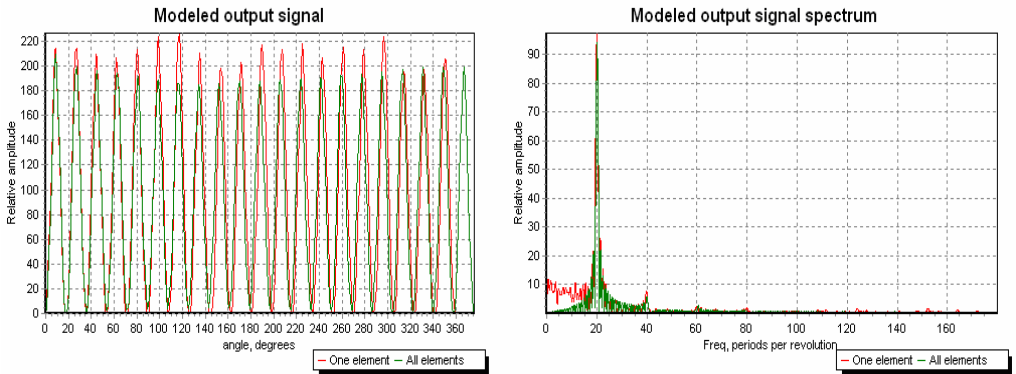 Modeled output signal
Relative amplitude
220
200
180
160
140
120
100
80
60
40
20
0
0 20 40 60 80 100 120 140 160 180 200 220 240 260 280 300 320 340 360
angle, degrees
One element All elements
Modeled output signal spectrum
Relative amplitude
90
80
70
60
50
40
30
20
10
0 20 40 60 80 100 120 140 160
Freq, periods per revolution
One element All elements